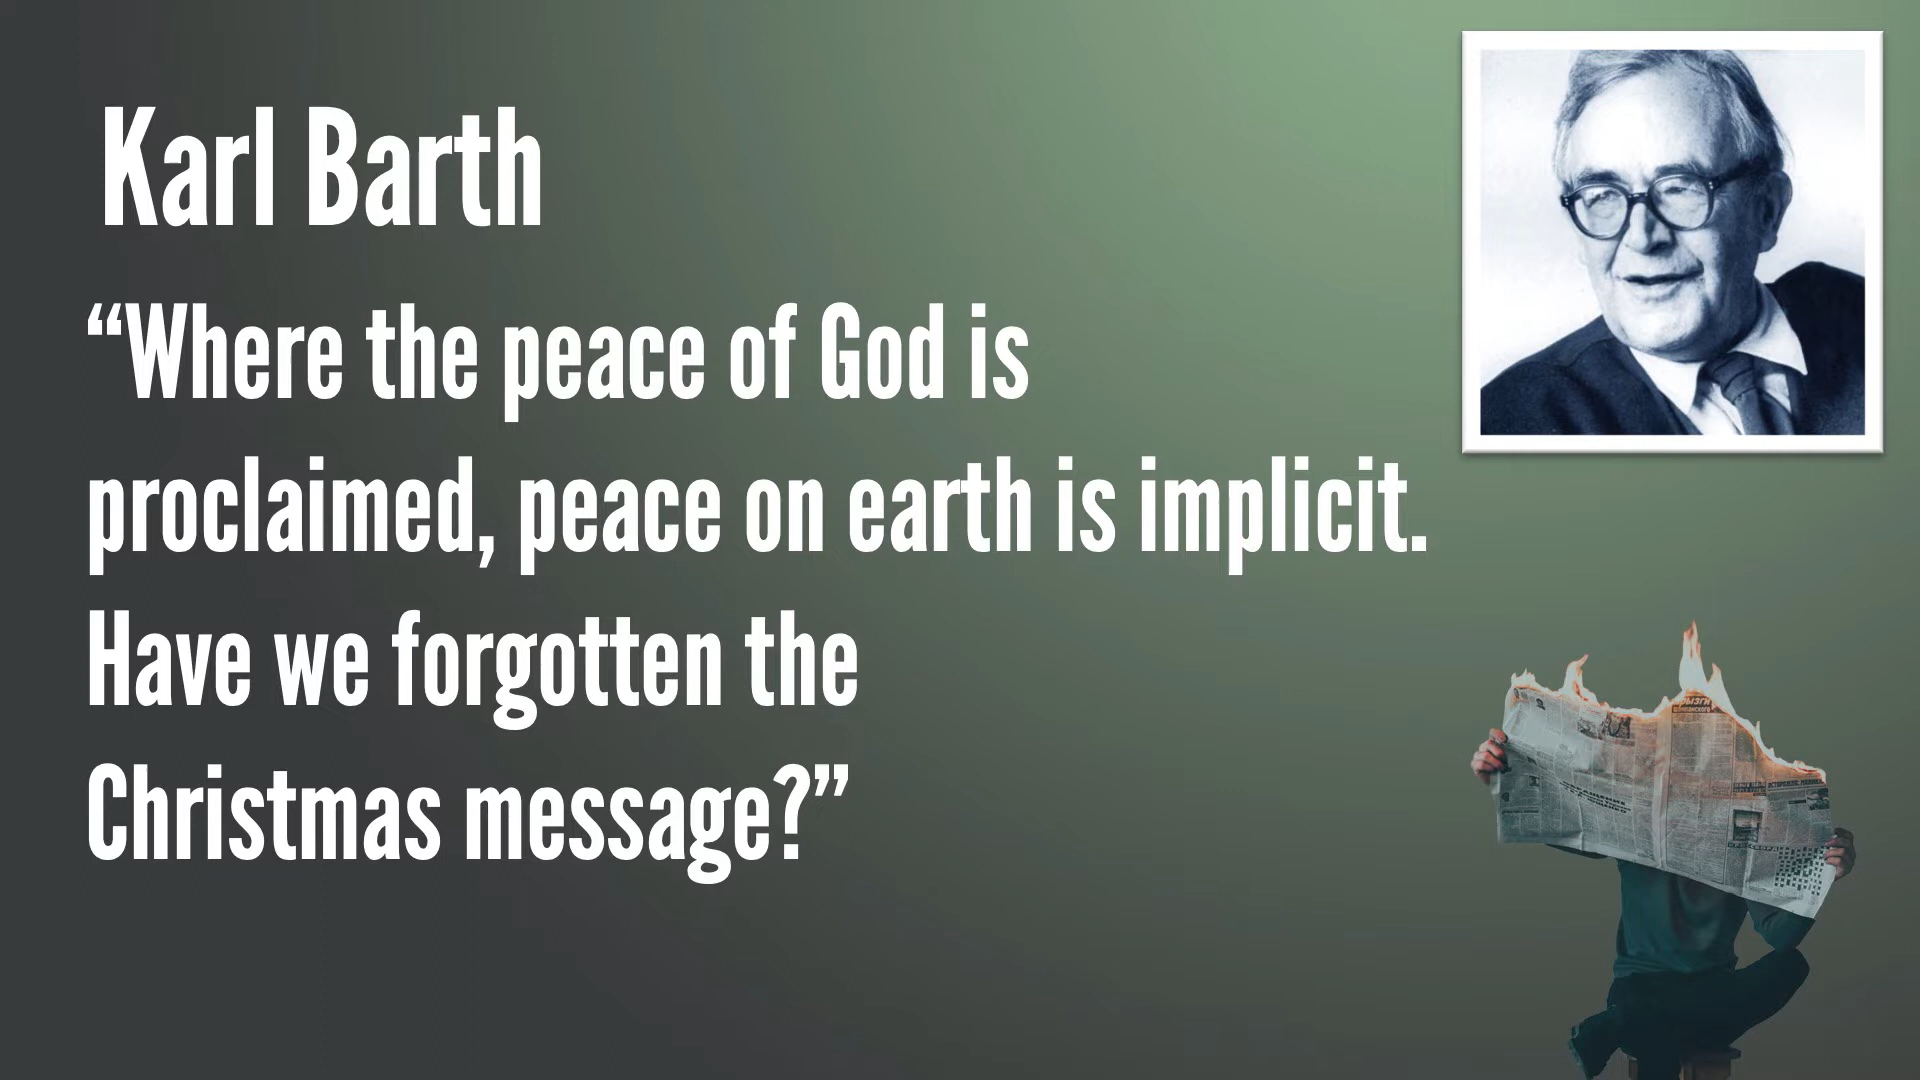 Karl Barth
“Where the peace of God is
proclaimed, peace on earth is implicit.
Have we forgotten the
Christmas message?”